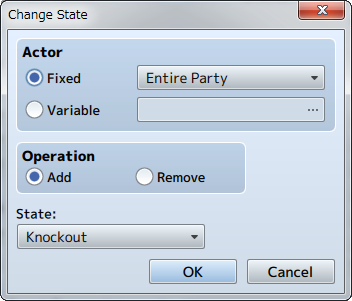 Change State
Actor
Fixed
Entire Party
Variable
...
Operation
Add
Remove
State:
Knockout
OK
Cancel